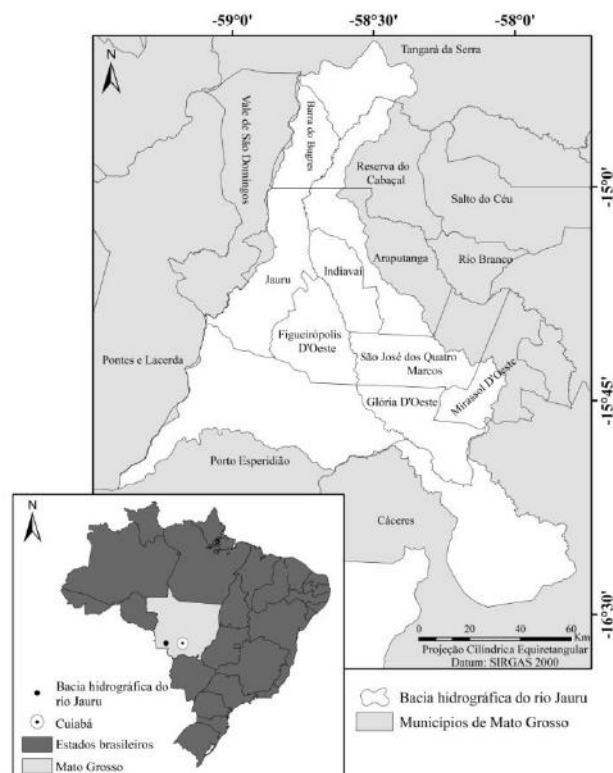 -59°0'
-58°30'
-58°0'
N
Tangará da Serra
Vale de São Domingos
Barra do Bugres
Reserva do
Cabaçal
Salto do Céu
-15°0'
Jauru
Indiavaí
Araputanga
Rio Branco
Figueirópolis
D'Oeste
Pontes e Lacerda
São José dos Quatro
Marcos
Mirassol D'Oeste
Glória D'Oeste
-15°45'
Porto Esperidião
Cáceres
-16°30'
0 10 20 40 60 Km
Projeção Cilíndrica Equiretangular
Datum: SIRGAS 2000
N
Bacia hidrográfica do
rio Jauru
Cuiabá
Estados brasileiros
Mato Grosso
Bacia hidrográfica do rio Jauru
Municípios de Mato Grosso